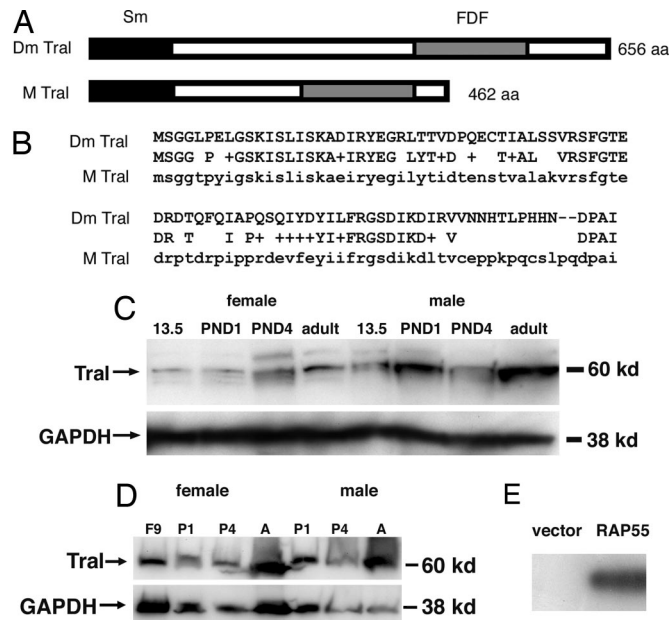 A
Sm FDF
Dm Tral 656 aa
M Tral 462 aa
B
Dm Tral MSGGLPELGSKISLISKADIRYEGRLTTVDPQECTIALSSVRSFGTE
MSGG P +GSKISLISKA+IRYEG LYT+D + T+AL VRSFGTE
M Tral msggtpyigskisliskaeiryegilytidtenstvalakvrsfgte
Dm Tral DRDTQFQIAPQSQIYDYILFRGSDIKDIRVVNNHTLPHHN--DPAI
DR T I P+ ++++YI+FRGSDIKD+ V DPAI
M Tral drptdrpipprdevfeyiifrgsdikdltvceppkpqcslpqdpai
C
female male
13.5 PND1 PND4 adult 13.5 PND1 PND4 adult
Tral 60 kd
GAPDH 38 kd
D
female male
F9 P1 P4 A P1 P4 A
Tral 60 kd
GAPDH 38 kd
E
vector RAP55